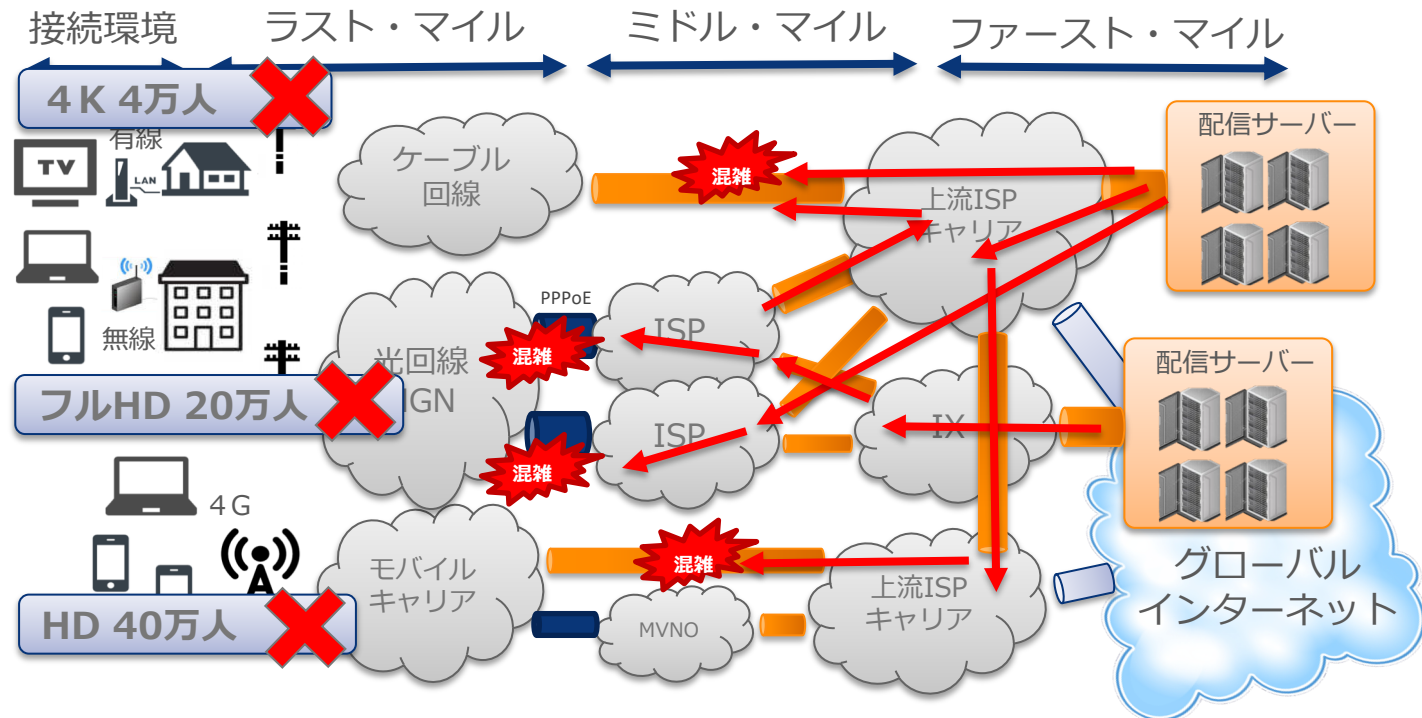 接続環境
ラスト・マイル
ミドル・マイル
ファースト・マイル
４K 4万人
有線
TV
LAN
ケーブル
回線
混雑
上流ISP
キャリア
配信サーバー
無線
PPPoE
ISP
混雑
光回線
IGN
フルHD 20万人
ISP
混雑
IX
配信サーバー
４G
モバイル
キャリア
混雑
上流ISP
キャリア
グローバル
インターネット
HD 40万人
MVNO